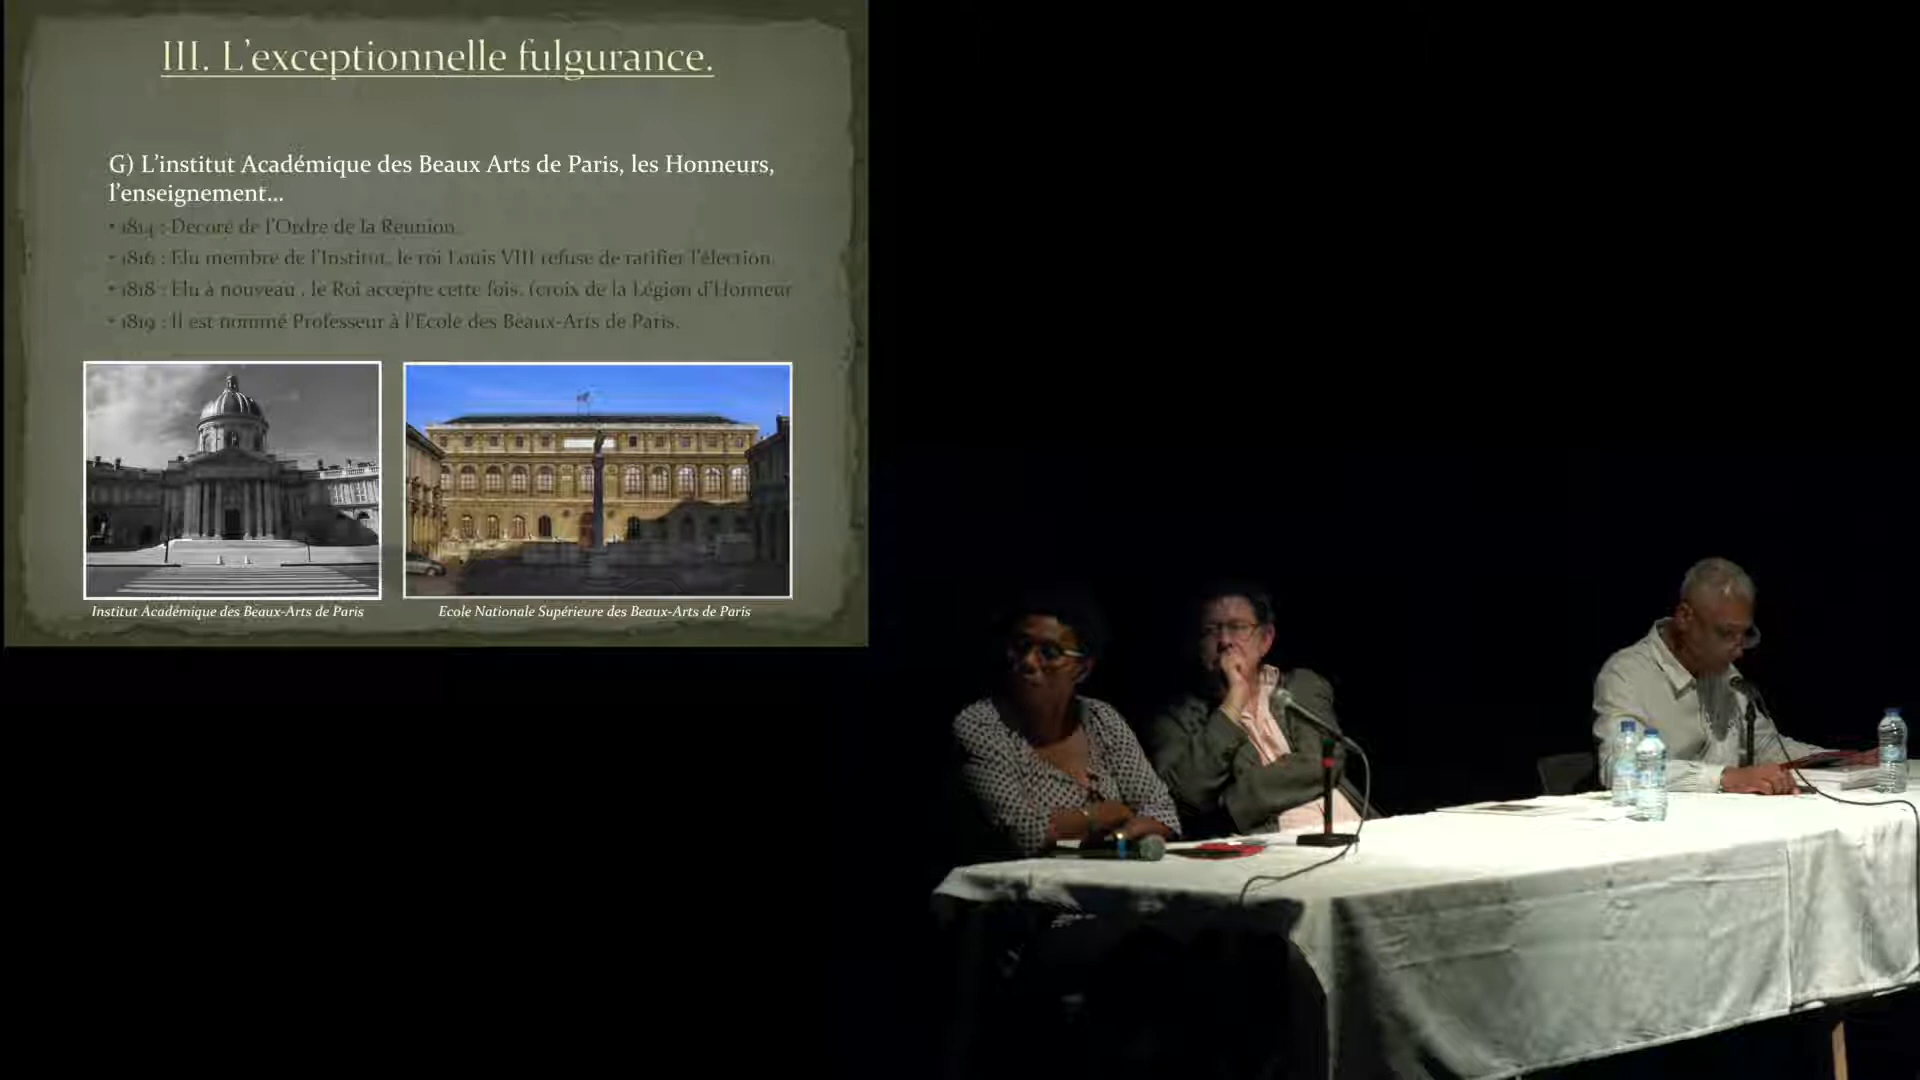 III. L'exceptionnelle fulgurance.
G) L'institut Académique des Beaux Arts de Paris, les Honneurs,
l'enseignement...
• 1814 : Décoré de l'Ordre de la Réunion.
• 1816 : Elu membre de l'Institut, le roi Louis VIII refuse de ratifier l'élection.
• 1818 : Elu à nouveau , le Roi accepte cette fois. (croix de la Légion d'Honneur
• 1819 : Il est nommé Professeur à l'Ecole des Beaux-Arts de Paris.
Institut Académique des Beaux-Arts de Paris
Ecole Nationale Supérieure des Beaux-Arts de Paris